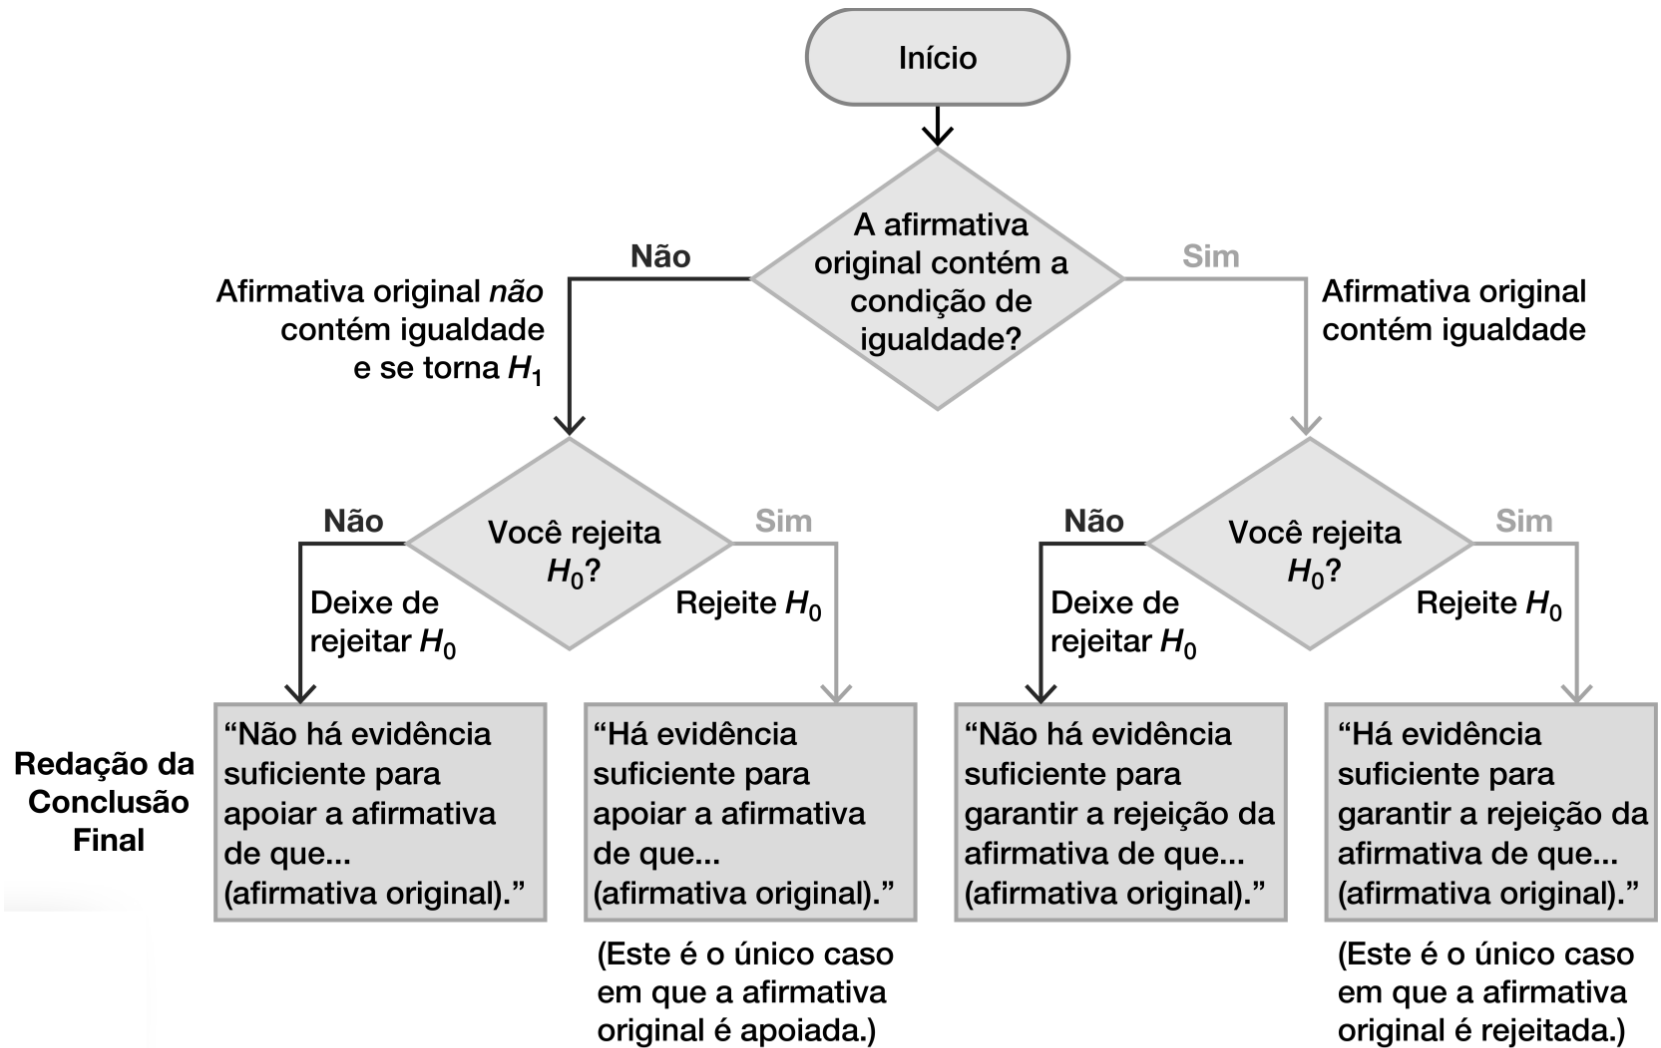 Início
A afirmativa
original contém a
condição de
igualdade?
Não
Sim
Afirmativa original não
contém igualdade
e se torna H1
Afirmativa original
contém igualdade
Você rejeita
H0?
Não
Sim
Deixe de
rejeitar H0
Rejeite H0
Você rejeita
H0?
Não
Sim
Deixe de
rejeitar H0
Rejeite H0
Redação da
Conclusão
Final
“Não há evidência
suficiente para
apoiar a afirmativa
de que...
(afirmativa original).”
“Há evidência
suficiente para
apoiar a afirmativa
de que...
(afirmativa original).”
“Não há evidência
suficiente para
garantir a rejeição da
afirmativa de que...
(afirmativa original).”
“Há evidência
suficiente para
garantir a rejeição da
afirmativa de que...
(afirmativa original).”
(Este é o único caso
em que a afirmativa
original é apoiada.)
(Este é o único caso
em que a afirmativa
original é rejeitada.)